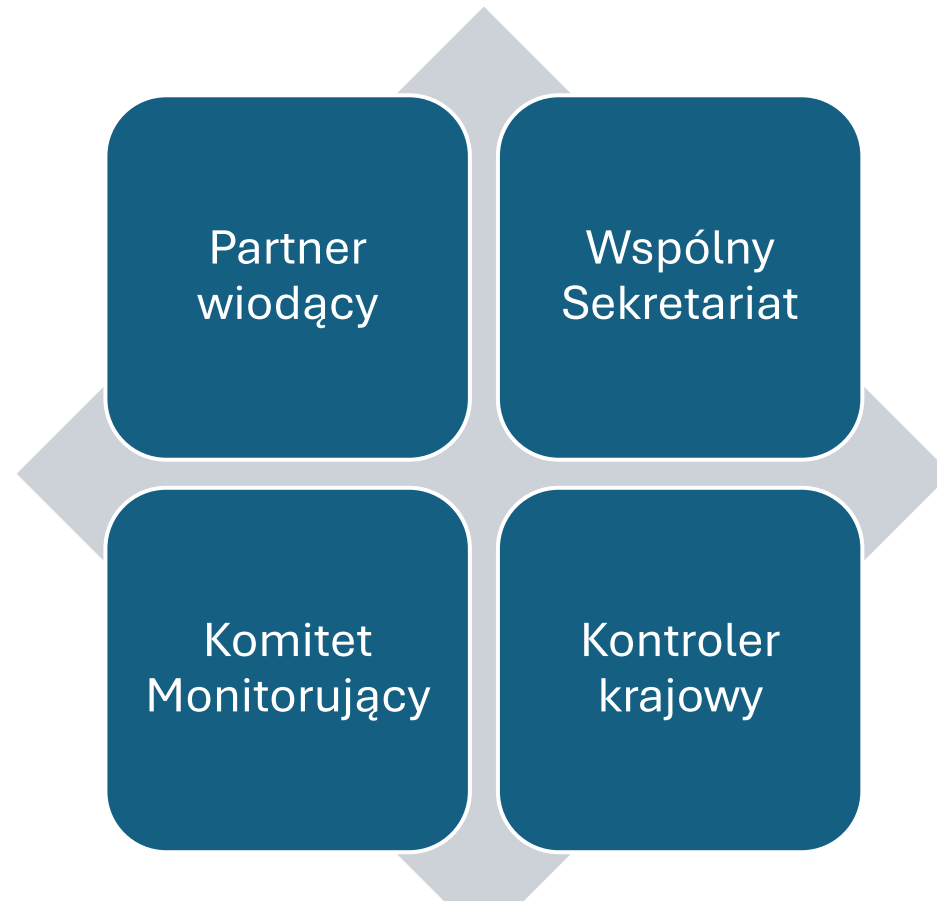 Partner
wiodący
Wspólny
Sekretariat
Komitet
Monitorujący
Kontroler
krajowy